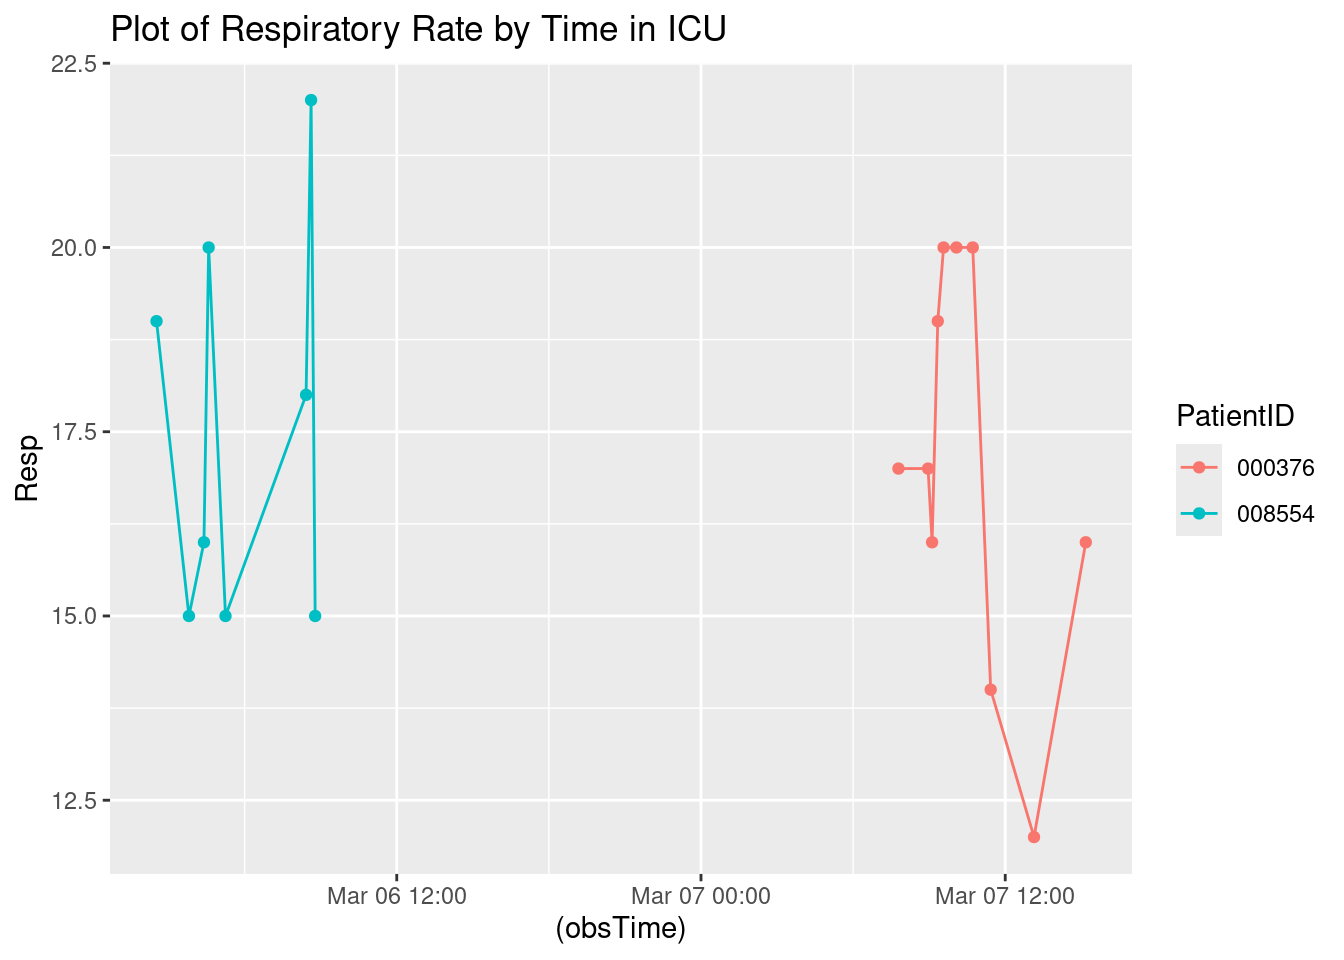 Plot of Respiratory Rate by Time in ICU
22.5
20.0
17.5
15.0
12.5
Resp
Mar 06 12:00
Mar 07 00:00
Mar 07 12:00
(obsTime)
PatientID
000376
008554